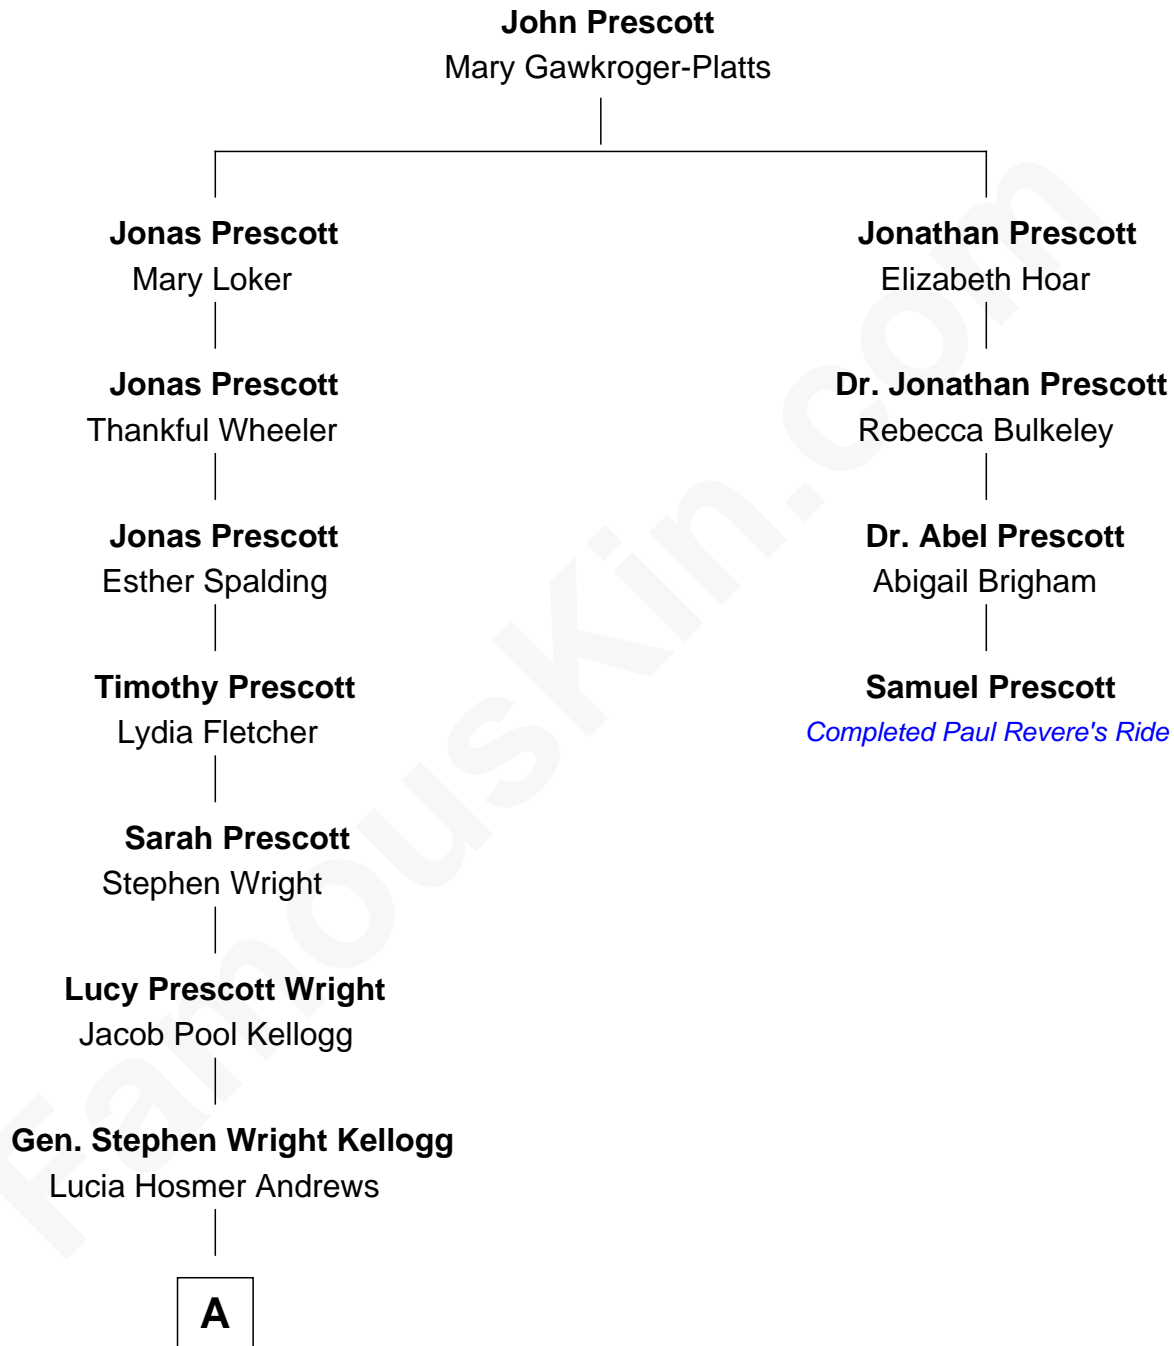 John Prescott
Mary Gawkroger-Platts
Jonas Prescott
Mary Loker
Jonathan Prescott
Elizabeth Hoar
Jonas Prescott
Thankful Wheeler
Dr. Jonathan Prescott
Rebecca Bulkeley
Jonas Prescott
Esther Spalding
Dr. Abel Prescott
Abigail Brigham
Timothy Prescott
Lydia Fletcher
Samuel Prescott
Completed Paul Revere's Ride
Sarah Prescott
Stephen Wright
Lucy Prescott Wright
Jacob Pool Kellogg
Gen. Stephen Wright Kellogg
Lucia Hosmer Andrews
A
FamousKin.com